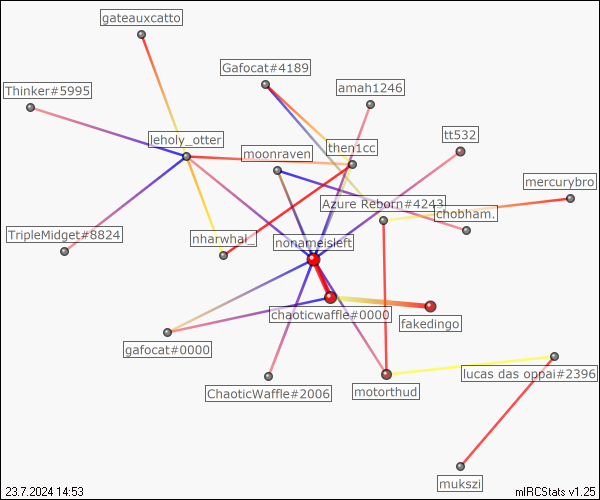 gateauxcatto
Gafocat#4189
Thinker#5995
amah1246
tt532
leholy_otter
moonraven
then1cc
mercurybro
Azure Reborn#4243
chobham.
TripleMidget#8824
nharwhal_
nonameisleft
chaoticwaffle#0000
fakedingo
gafocat#0000
lucas das oppai#2396
ChaoticWaffle#2006
motorthud
mukszi
23.7.2024 14:53
mIRCStats v1.25